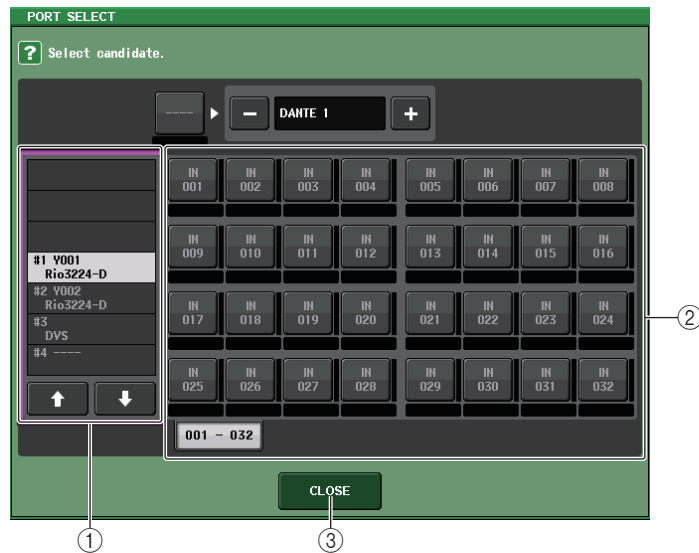 PORT SELECT
? Select candidate.
---- DANTE 1
IN 001 IN 002 IN 003 IN 004 IN 005 IN 006 IN 007 IN 008
IN 009 IN 010 IN 011 IN 012 IN 013 IN 014 IN 015 IN 016
#1 Y001
Rio3224-D
#2 Y002
Rio3224-D
#3
DVS
#4 ----
IN 017 IN 018 IN 019 IN 020 IN 021 IN 022 IN 023 IN 024
IN 025 IN 026 IN 027 IN 028 IN 029 IN 030 IN 031 IN 032
001 - 032
CLOSE
①
②
③